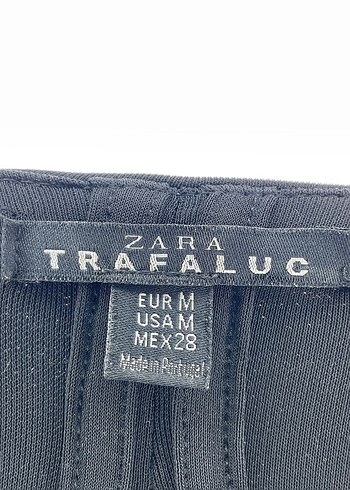 ZARA
TRAFALUC
EUR M
USA M
MEX 28
Made in Portugal